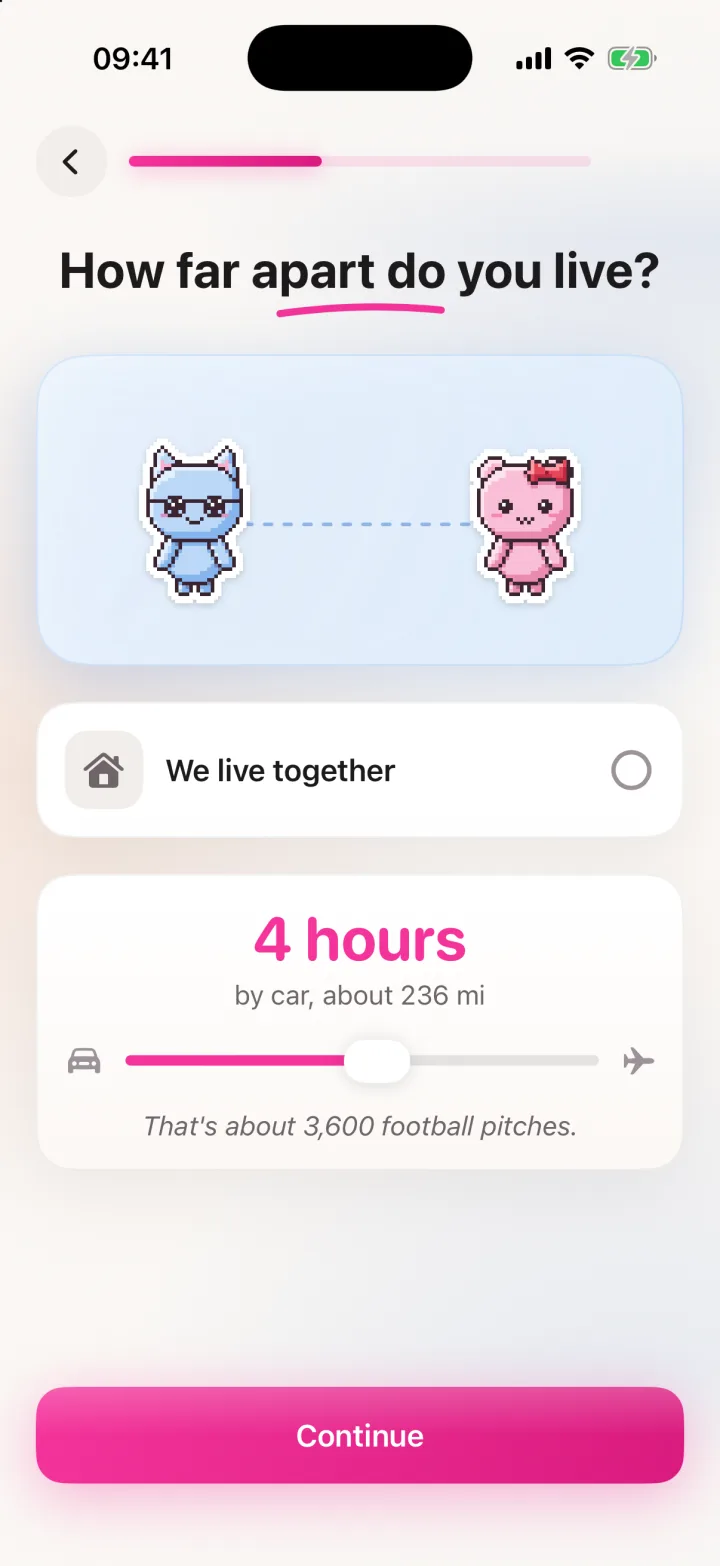 09:41
How far apart do you live?
We live together
4 hours
by car, about 236 mi
That's about 3,600 football pitches.
Continue